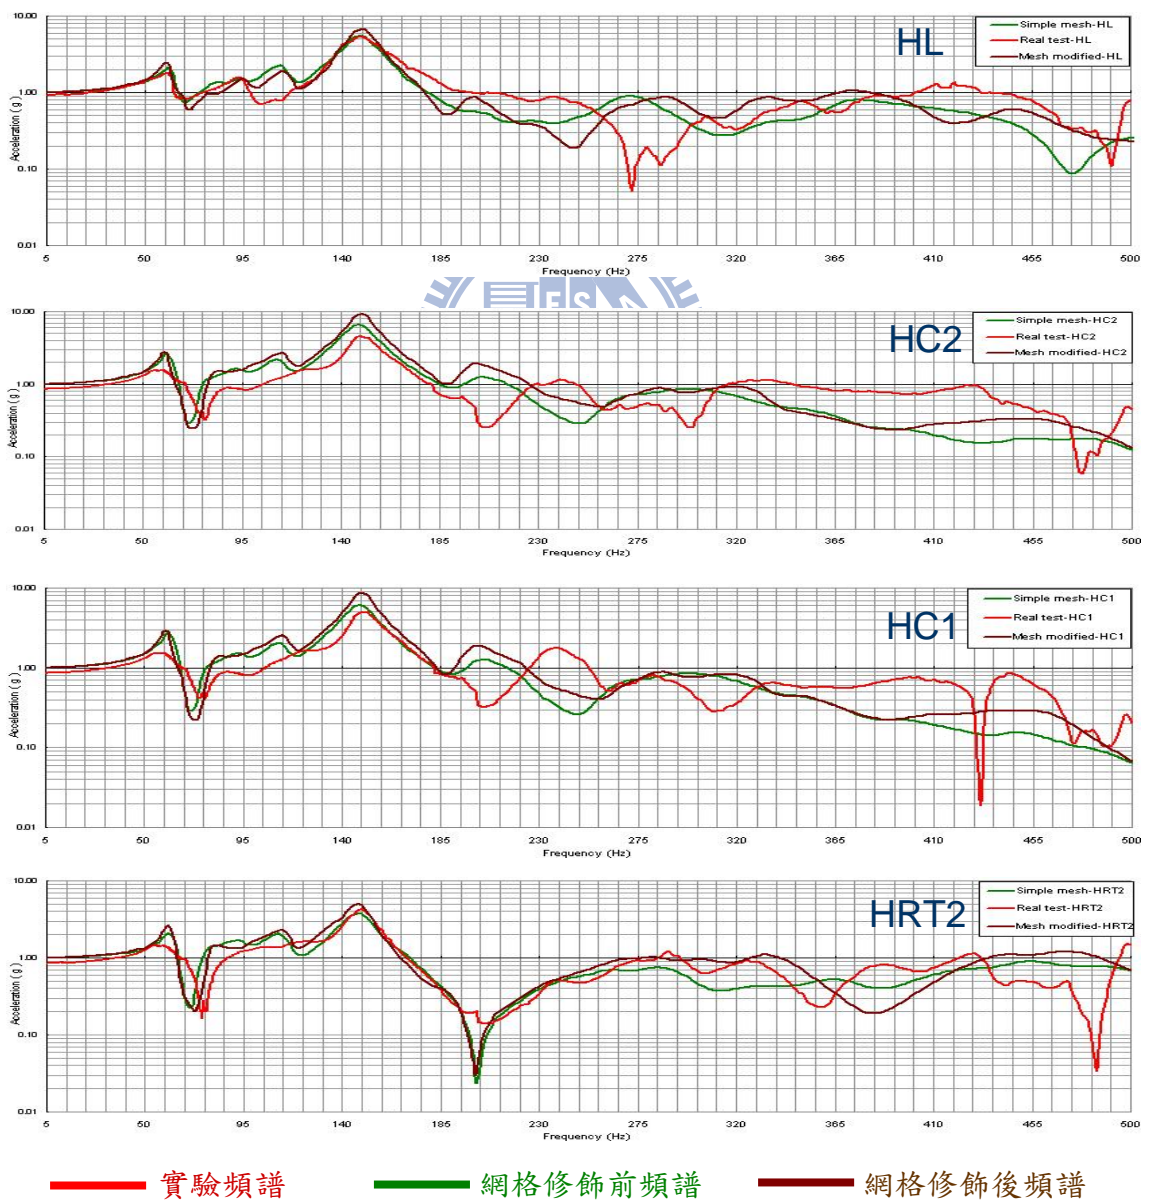 10.00
1.00
0.10
0.01
Acceleration (g)
5 50 95 140 185 230 275 320 365 410 455 500
Frequency (Hz)
HL
Simple mesh-HL
Real test-HL
Mesh modified-HL
10.00
1.00
0.10
0.01
Acceleration (g)
5 50 95 140 185 230 275 320 365 410 455 500
Frequency (Hz)
HC2
Simple mesh-HC2
Real test-HC2
Mesh modified-HC2
10.00
1.00
0.10
0.01
Acceleration (g)
5 50 95 140 185 230 275 320 365 410 455 500
Frequency (Hz)
HC1
Simple mesh-HC1
Real test-HC1
Mesh modified-HC1
10.00
1.00
0.10
0.01
Acceleration (g)
5 50 95 140 185 230 275 320 365 410 455 500
Frequency (Hz)
HRT2
Simple mesh-HRT2
Real test-HRT2
Mesh modified-HRT2
實驗頻譜 網格修飾前頻譜 網格修飾後頻譜